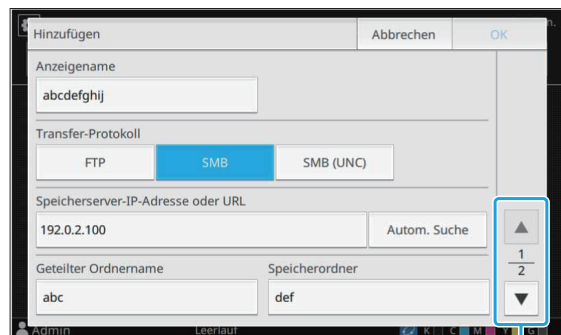 Hinzufügen Abbrechen OK
n.
Anzeigename
abcdefghij
Transfer-Protokoll
FTP SMB SMB (UNC)
Speicherserver-IP-Adresse oder URL
192.0.2.100 Autom. Suche
1
2
Geteilter Ordnername Speicherordner
abc def
Admin Leerlauf K C M Y G